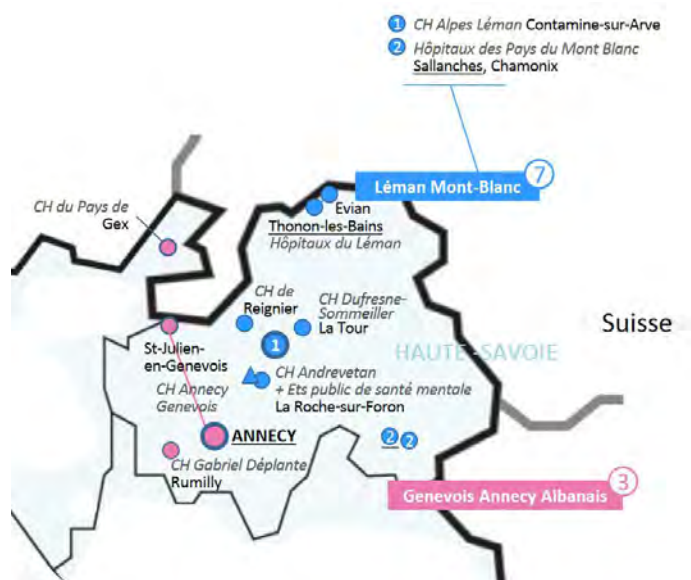 1 CH Alpes Léman Contamine-sur-Arve
2 Hôpitaux des Pays du Mont Blanc
Sallanches, Chamonix
Léman Mont-Blanc 7
CH du Pays de
Gex
Evian
Thonon-les-Bains
Hôpitaux du Léman
CH de
Reignier
CH Dufresne-
Sommeiller
La Tour
1
Suisse
HAUTE-SAVOIE
St-Julien-
en-Genevois
CH Annecy
Genevois
CH Andrevetan
+ Ets public de santé mentale
La Roche-sur-Foron
ANNECY
2 2
CH Gabriel Déplante
Rumilly
Genevois Annecy Albanais 3